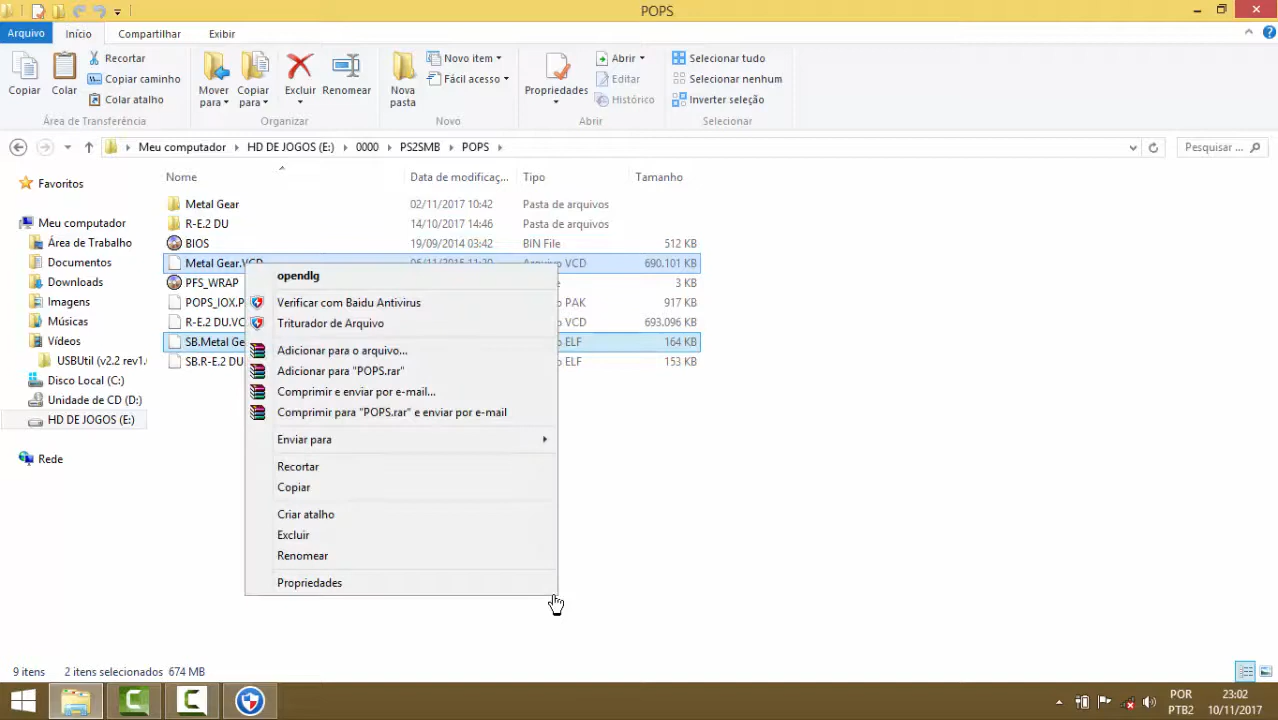 POPS
Arquivo Início Compartilhar Exibir
Copiar
Colar
Recortar
Copiar caminho
Colar atalho
Área de Transferência
Mover para
Copiar para
Excluir
Renomear
Organizar
Nova pasta
Novo item
Fácil acesso
Novo
Propriedades
Abrir
Editar
Histórico
Abrir
Selecionar tudo
Selecionar nenhum
Inverter seleção
Selecionar
Meu computador HD DE JOGOS (E:) 0000 PS2SMB POPS
Pesquisar ...
Favoritos
Meu computador
Área de Trabalho
Documentos
Downloads
Imagens
Músicas
Vídeos
USBUtil (v2.2 rev1.
Disco Local (C:)
Unidade de CD (D:)
HD DE JOGOS (E:)
Rede
Nome Data de modificaç... Tipo Tamanho
Metal Gear 02/11/2017 10:42 Pasta de arquivos
R-E.2 DU 14/10/2017 14:46 Pasta de arquivos
BIOS 19/09/2014 03:42 BIN File 512 KB
Metal Gear.VCD Arquivo VCD 690.101 KB
PFS_WRAP 3 KB
POPS_IOX.P PAK 917 KB
R-E.2 DU.VC VCD 693.096 KB
SB.Metal Ge ELF 164 KB
SB.R-E.2 DU ELF 153 KB
opendlg
Verificar com Baidu Antivirus
Triturador de Arquivo
Adicionar para o arquivo...
Adicionar para "POPS.rar"
Comprimir e enviar por e-mail...
Comprimir para "POPS.rar" e enviar por e-mail
Enviar para
Recortar
Copiar
Criar atalho
Excluir
Renomear
Propriedades
9 itens 2 itens selecionados 674 MB
POR
PTB2
23:02
10/11/2017